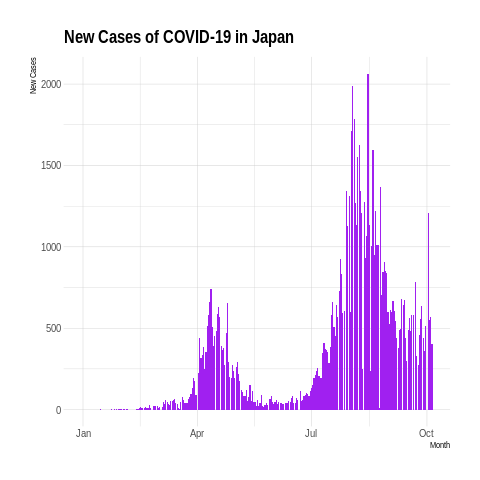 New Cases of COVID-19 in Japan
New Cases
2000
1500
1000
500
0
Jan Apr Jul Oct
Month